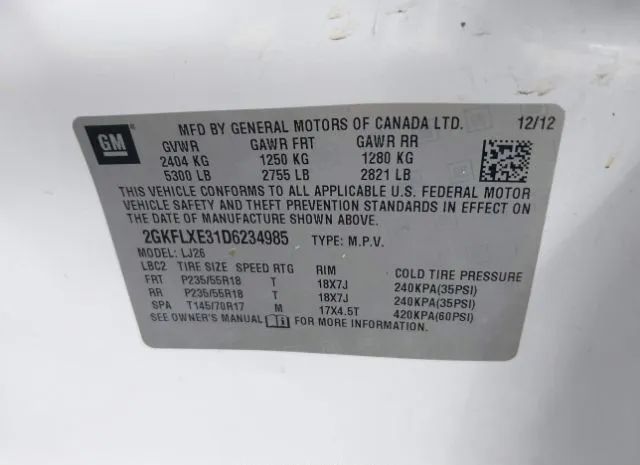 GM
MFD BY GENERAL MOTORS OF CANADA LTD. 12/12
GVWR GAWR FRT GAWR RR
2404 KG 1250 KG 1280 KG
5300 LB 2755 LB 2821 LB
THIS VEHICLE CONFORMS TO ALL APPLICABLE U.S. FEDERAL MOTOR
VEHICLE SAFETY AND THEFT PREVENTION STANDARDS IN EFFECT ON
THE DATE OF MANUFACTURE SHOWN ABOVE.
2GKFLXE31D6234985 TYPE: M.P.V.
MODEL: LJ26
LBC2 TIRE SIZE SPEED RTG RIM COLD TIRE PRESSURE
FRT P235/55R18 T 18X7J 240KPA(35PSI)
RR P235/55R18 T 18X7J 240KPA(35PSI)
SPA T145/70R17 M 17X4.5T 420KPA(60PSI)
SEE OWNER'S MANUAL FOR MORE INFORMATION.